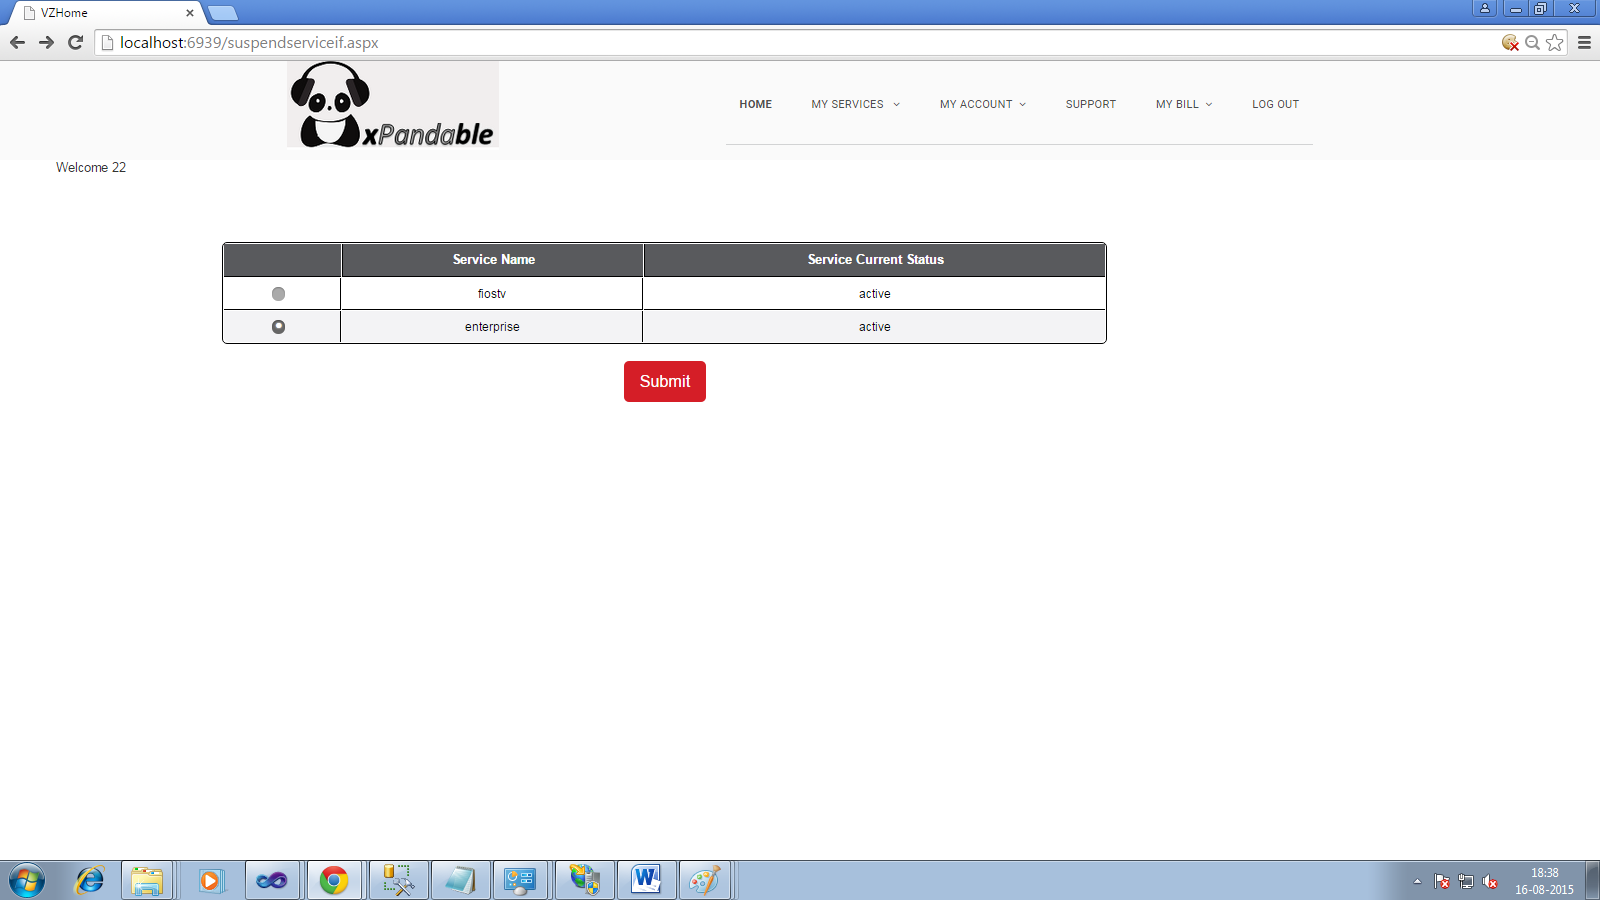 VZHome
localhost:6939/suspendserviceif.aspx
xPandable
HOME MY SERVICES MY ACCOUNT SUPPORT MY BILL LOG OUT
Welcome 22
Service Name Service Current Status
fiostv active
enterprise active
Submit
18:38
16-08-2015